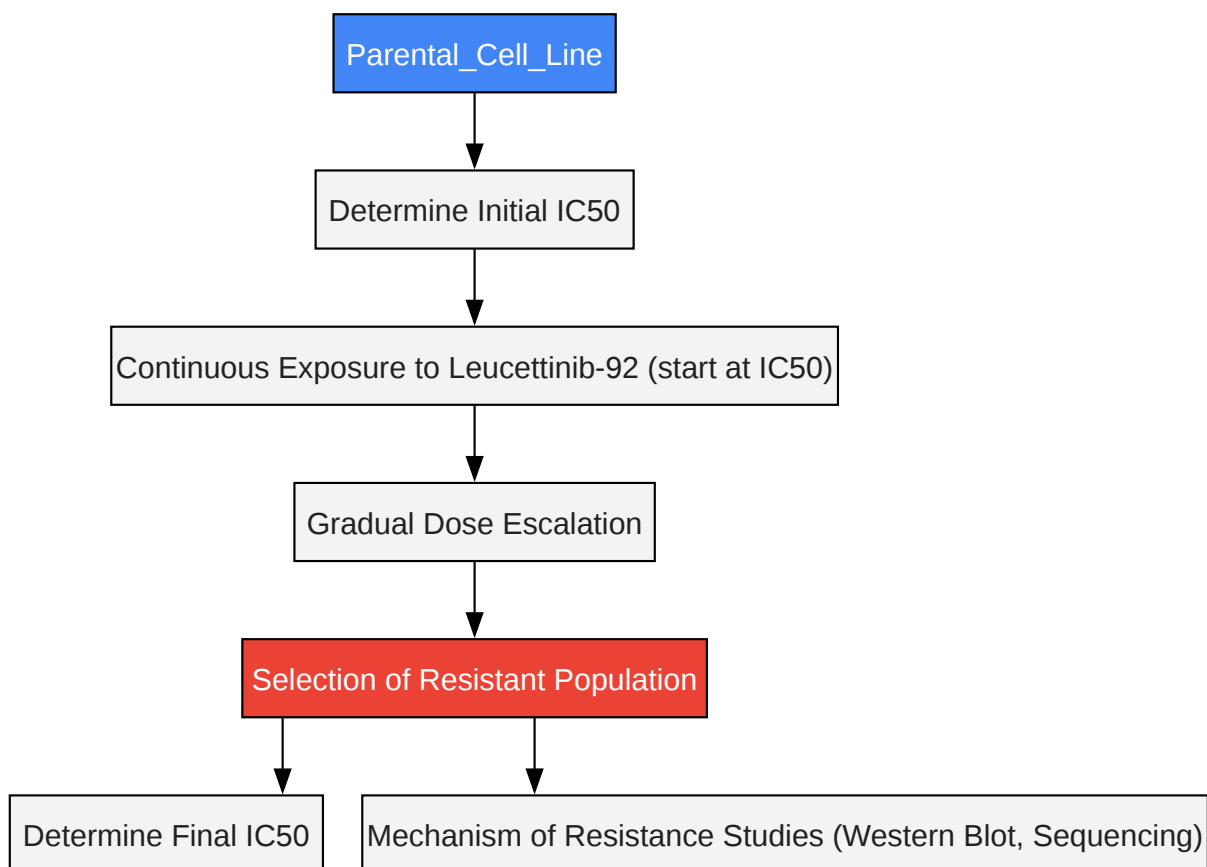 Parental_Cell_Line
Determine Initial IC50
Continuous Exposure to Leucettinib-92 (start at IC50)
Gradual Dose Escalation
Selection of Resistant Population
Determine Final IC50
Mechanism of Resistance Studies (Western Blot, Sequencing)